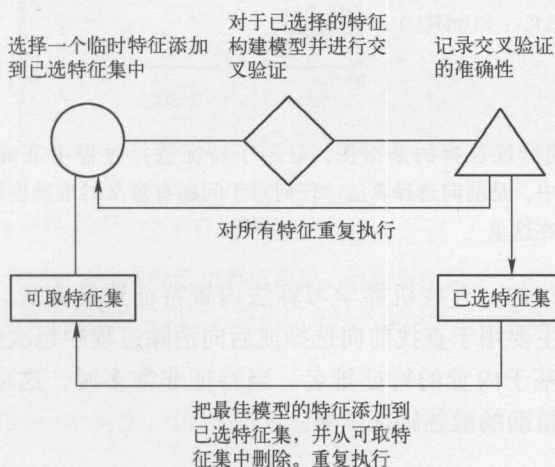 选择一个临时特征添加
到已选特征集中
对于已选择的特征
构建模型并进行交
叉验证
记录交叉验证
的准确性
对所有特征重复执行
可取特征集
已选特征集
把最佳模型的特征添加到
已选特征集，并从可取特
征集中删除。重复执行